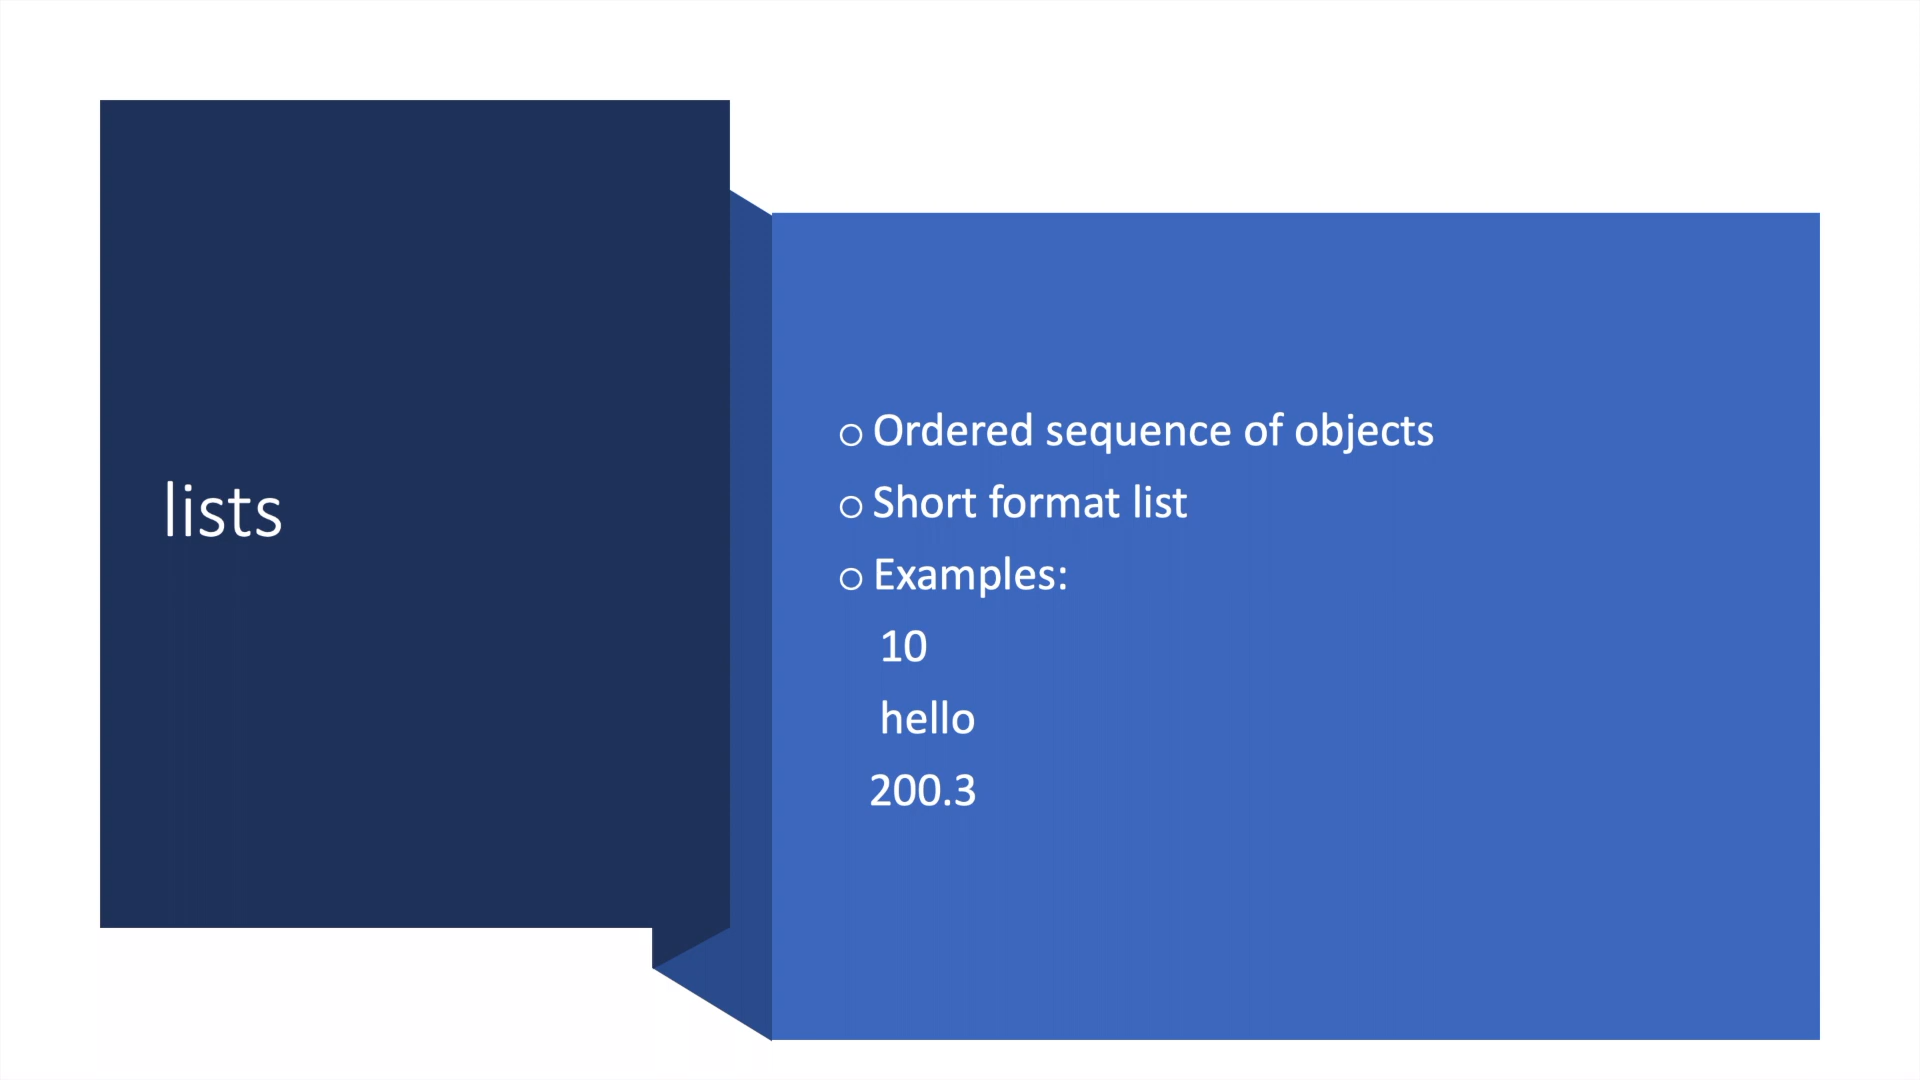 lists
Ordered sequence of objects
Short format list
Examples:
10
hello
200.3